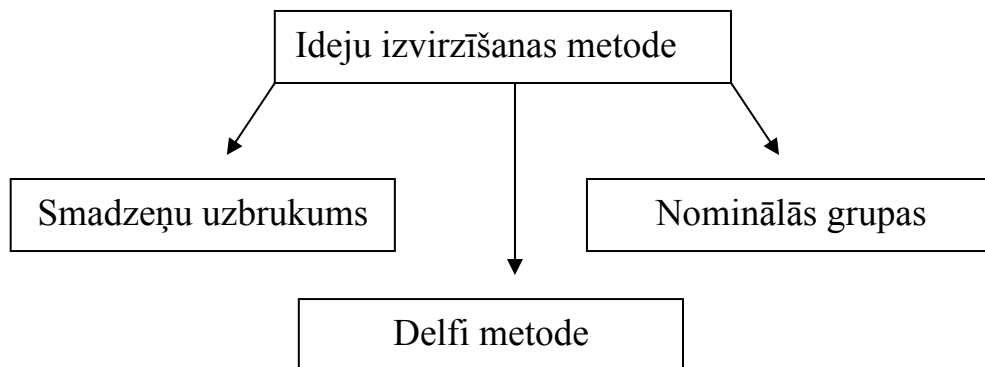 Ideju izvirzīšanas metode
Smadzeņu uzbrukums
Nominālās grupas
Delfi metode